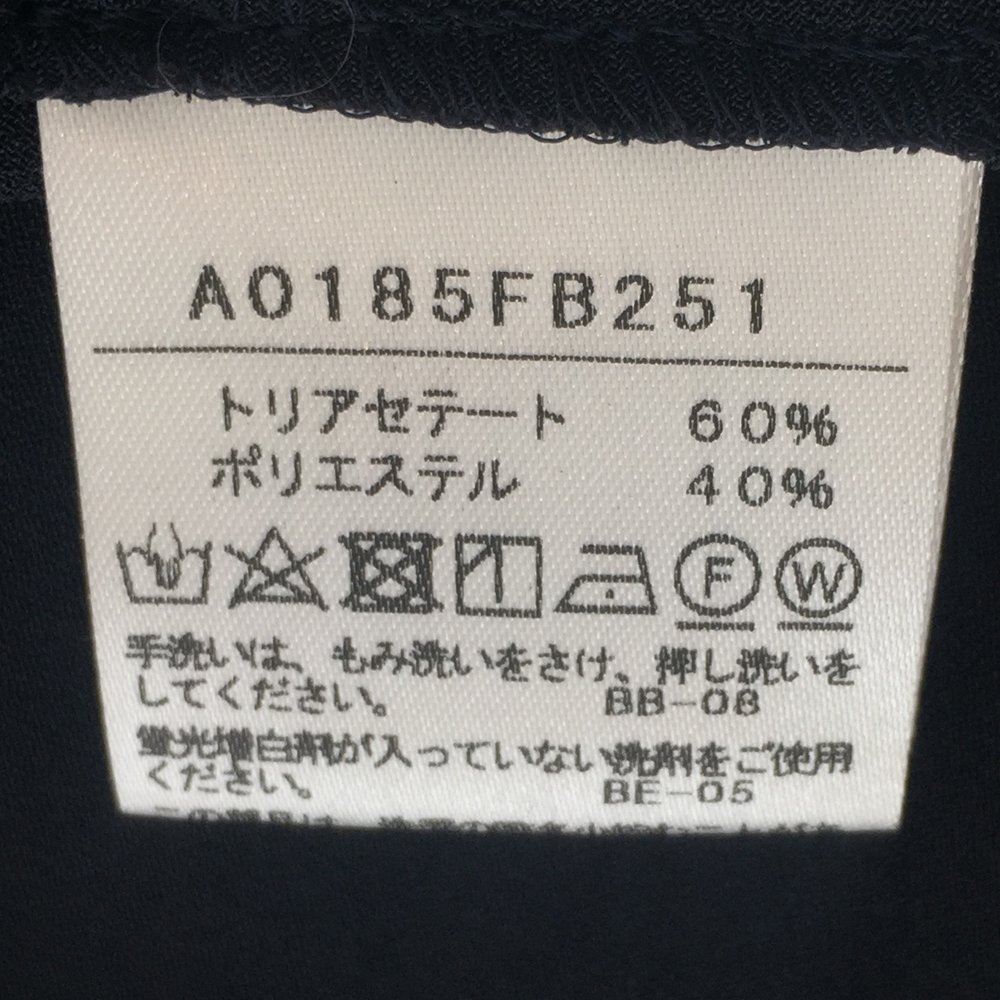 A0185FB251
トリアセテート 60%
ポリエステル 40%
F W
手洗いは、もみ洗いをさけ、押し洗いを
してください。 BB-08
蛍光増白剤が入っていない洗剤をご使用
ください。 BE-05